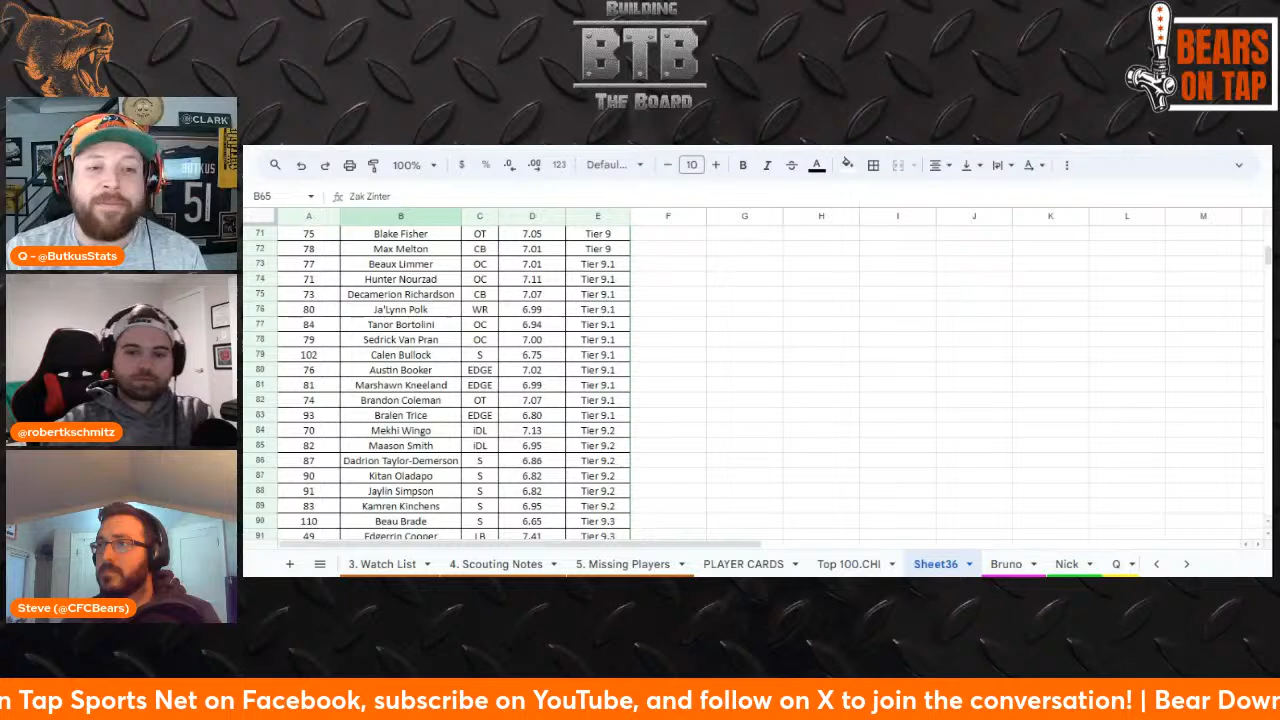 BUILDING
BTB
THE BOARD
BEARS
ON TAP
@CLARK
BUTKUS
51
Q - @ButkusStats
@robertkschmitz
Steve (@CFCBears)
100%
$
%
.0
.00
123
Defaul...
10
B
I
S
A
B65
fx Zak Zinter
A B C D E F G H I J K L M
71 75 Blake Fisher OT 7.05 Tier 9
72 78 Max Melton CB 7.01 Tier 9
73 77 Beaux Limmer OC 7.01 Tier 9.1
74 71 Hunter Nourzad OC 7.11 Tier 9.1
75 73 Decamerion Richardson CB 7.07 Tier 9.1
76 80 Ja'Lynn Polk WR 6.99 Tier 9.1
77 84 Tanor Bortolini OC 6.94 Tier 9.1
78 79 Sedrick Van Pran OC 7.00 Tier 9.1
79 102 Calen Bullock S 6.75 Tier 9.1
80 76 Austin Booker EDGE 7.02 Tier 9.1
81 81 Marshawn Kneeland EDGE 6.99 Tier 9.1
82 74 Brandon Coleman OT 7.07 Tier 9.1
83 93 Bralen Trice EDGE 6.80 Tier 9.1
84 70 Mekhi Wingo iDL 7.13 Tier 9.2
85 82 Maason Smith iDL 6.95 Tier 9.2
86 87 Dadrion Taylor-Demerson S 6.86 Tier 9.2
87 90 Kitan Oladapo S 6.82 Tier 9.2
88 91 Jaylin Simpson S 6.82 Tier 9.2
89 83 Kamren Kinchens S 6.95 Tier 9.2
90 110 Beau Brade S 6.65 Tier 9.3
91 49 Edgerrin Cooper LB 7.41 Tier 9.3
3. Watch List
4. Scouting Notes
5. Missing Players
PLAYER CARDS
Top 100.CHI
Sheet36
Bruno
Nick
Q
n Tap Sports Net on Facebook, subscribe on YouTube, and follow on X to join the conversation! | Bear Down